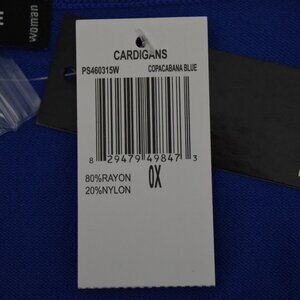 woman
CARDIGANS
PS460315W COPACABANA BLUE
8 29479 49847 3
80%RAYON
20%NYLON
0X